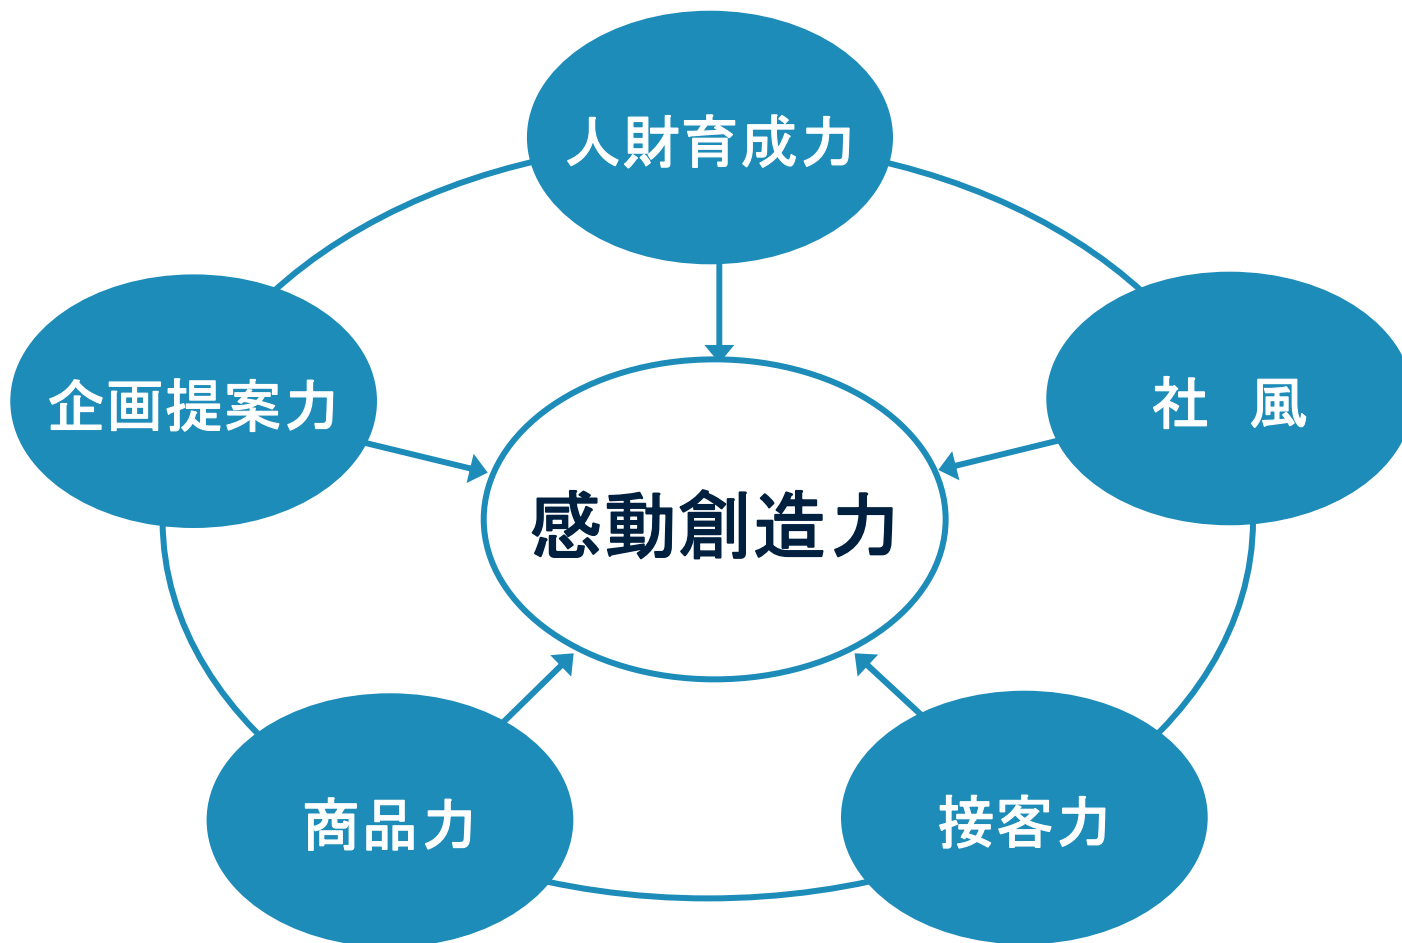 人財育成力
企画提案力
社　風
感動創造力
商品力
接客力